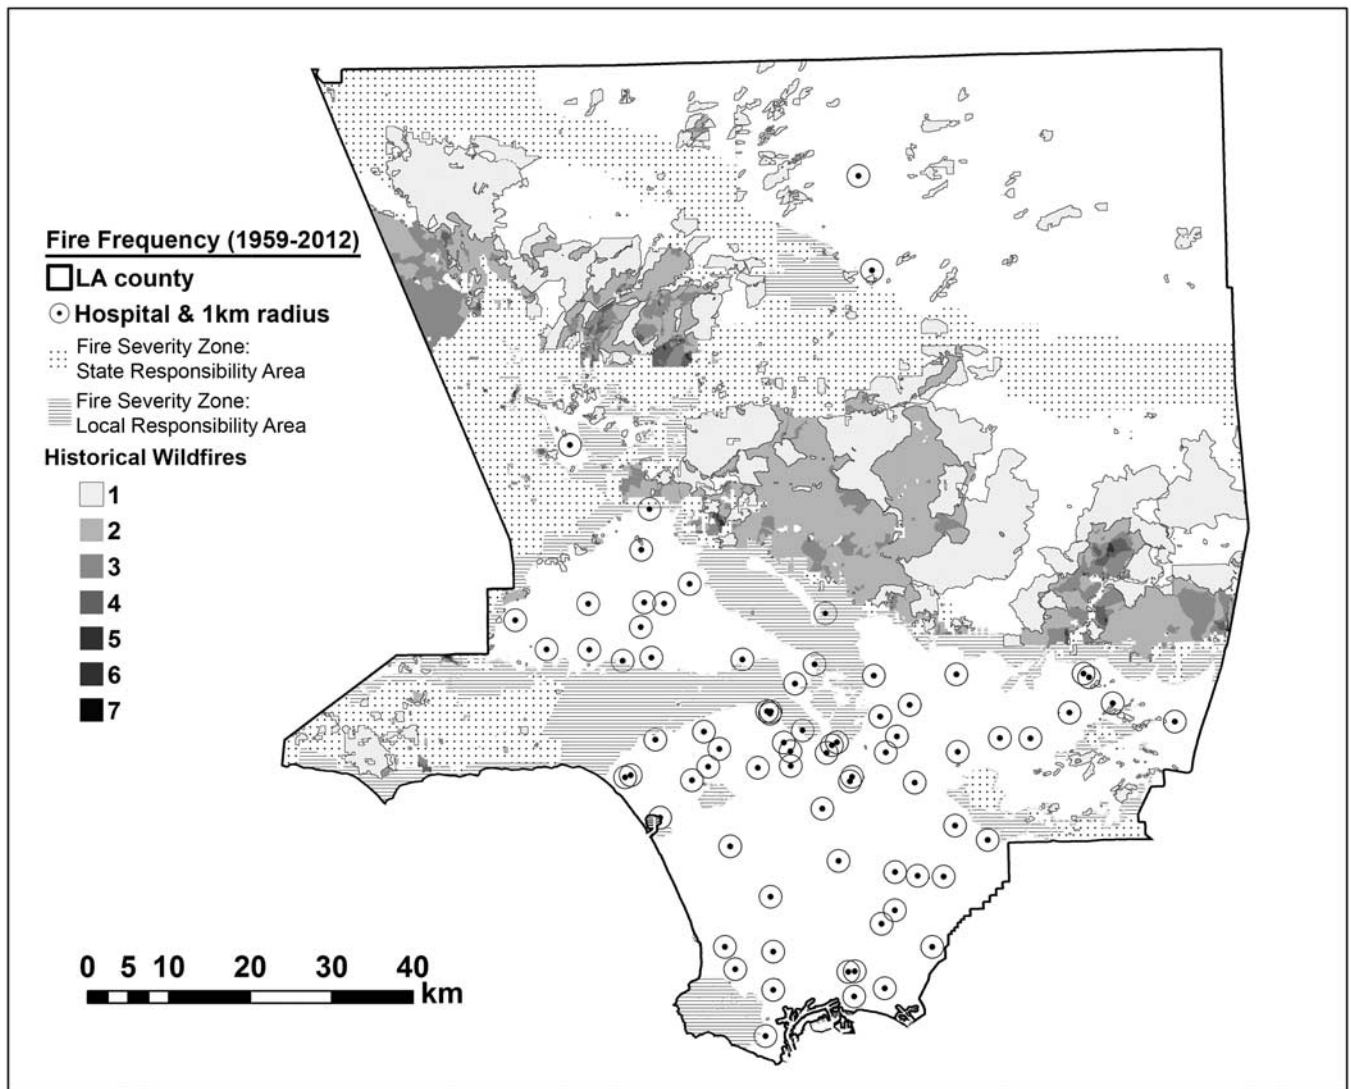 Fire Frequency (1959-2012)
LA county
Hospital & 1km radius
Fire Severity Zone:
State Responsibility Area
Fire Severity Zone:
Local Responsibility Area
Historical Wildfires
1
2
3
4
5
6
7
0 5 10 20 30 40
km